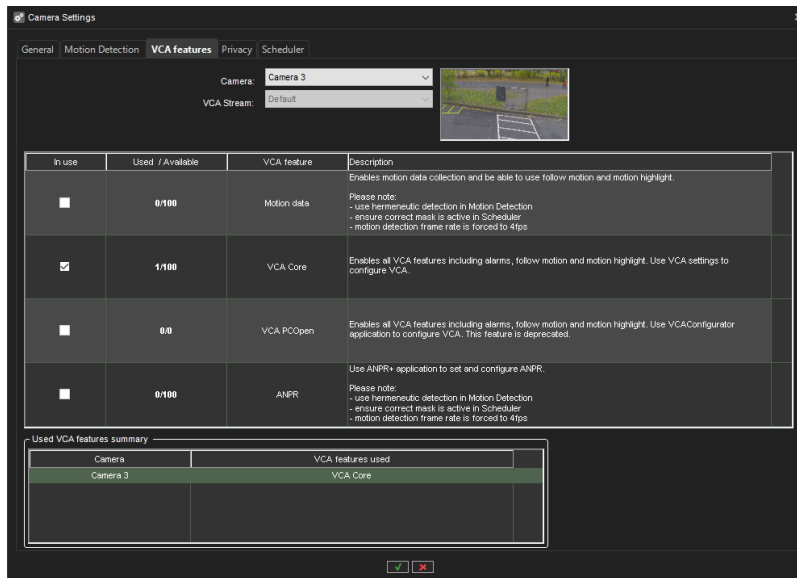 Camera Settings
General Motion Detection VCA features Privacy Scheduler
Camera: Camera 3
VCA Stream: Default
In use Used / Available VCA feature Description
Enables motion data collection and be able to use follow motion and motion highlight.
Please note:
0/100 Motion data
- use hermeneutic detection in Motion Detection
- ensure correct mask is active in Scheduler
- motion detection frame rate is forced to 4fps
1/100 VCA Core
Enables all VCA features including alarms, follow motion and motion highlight. Use VCA settings to
configure VCA.
0/0 VCA PCOpen
Enables all VCA features including alarms, follow motion and motion highlight. Use VCAConfigurator
application to configure VCA. This feature is deprecated.
Use ANPR+ application to set and configure ANPR.
0/100 ANPR
Please note:
- use hermeneutic detection in Motion Detection
- ensure correct mask is active in Scheduler
- motion detection frame rate is forced to 4fps
Used VCA features summary
Camera VCA features used
Camera 3 VCA Core